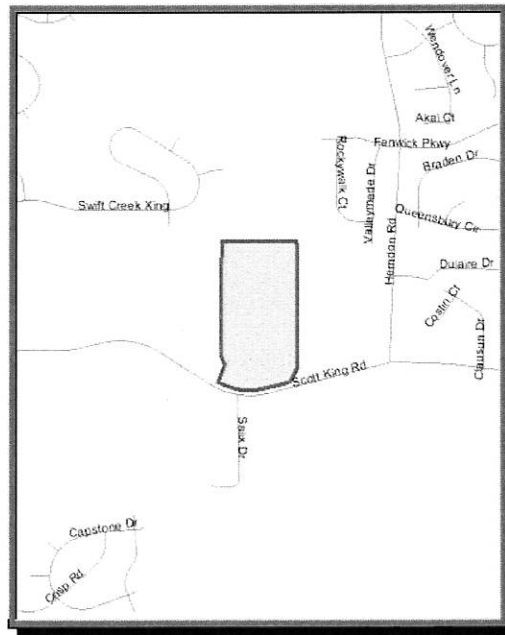 Wendover Ln
Akai Ct
Fenwick Pkwy
Braden Dr
Rockywalk Ct
Valleymede Dr
Swift Creek Xing
Queensbury Cir
Herndon Rd
Dulaire Dr
Costin Ct
Clausun Dr
Scott King Rd
Saux Dr
Capstone Dr
Crisp Rd